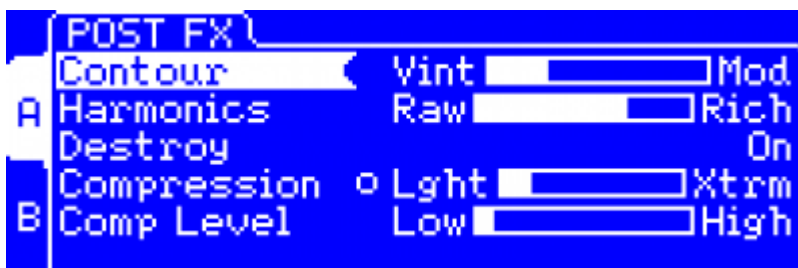 POST FX
Contour Vint Mod
A Harmonics Raw Rich
Destroy On
Compression Lght Xtrm
B Comp Level Low High